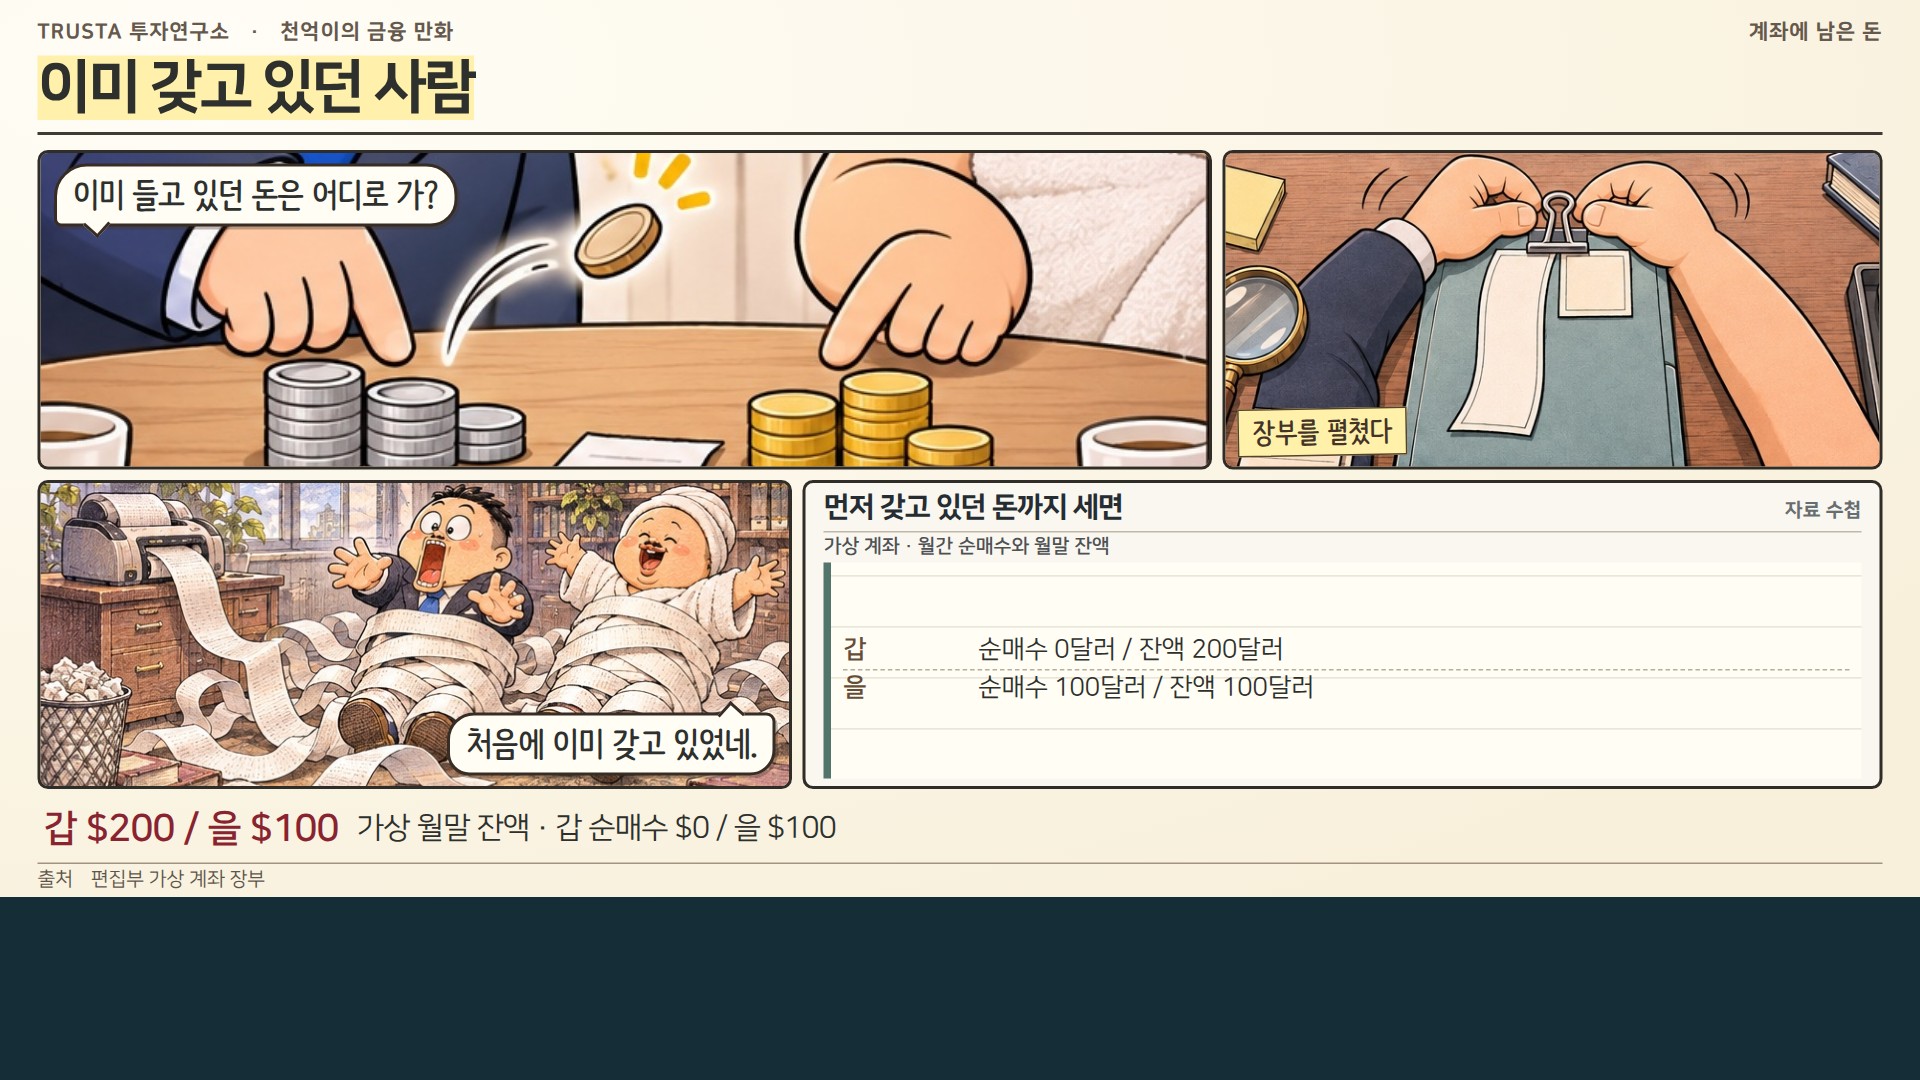 TRUSTA 투자연구소 · 천억이의 금융 만화
계좌에 남은 돈
이미 갖고 있던 사람
이미 들고 있던 돈은 어디로 가?
장부를 펼쳤다
처음에 이미 갖고 있었네.
먼저 갖고 있던 돈까지 세면
자료 수첩
가상 계좌 · 월간 순매수와 월말 잔액
갑 순매수 0달러 / 잔액 200달러
을 순매수 100달러 / 잔액 100달러
갑 $200 / 을 $100 가상 월말 잔액 · 갑 순매수 $0 / 을 $100
출처 편집부 가상 계좌 장부